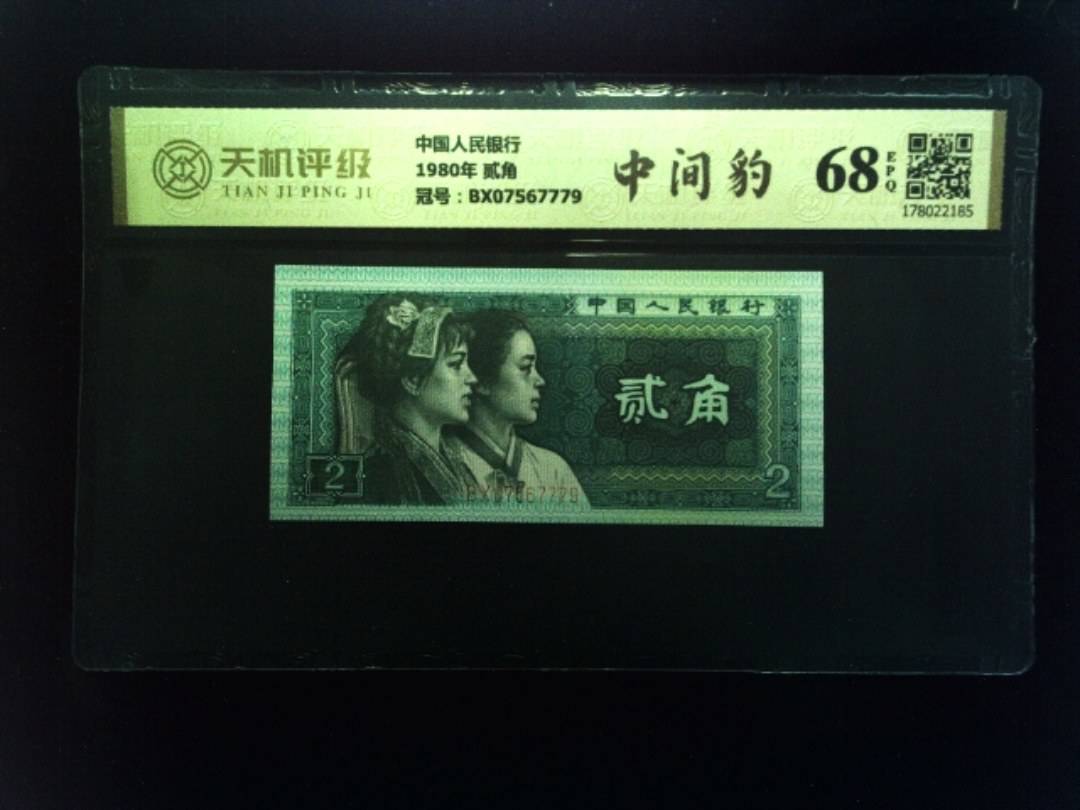 天机评级
TIAN JI PING JI
中国人民银行
1980年 贰角
冠号：BX07567779
中间豹
68
EPQ
178022185
中国人民银行
贰角
2
2
BX07567779